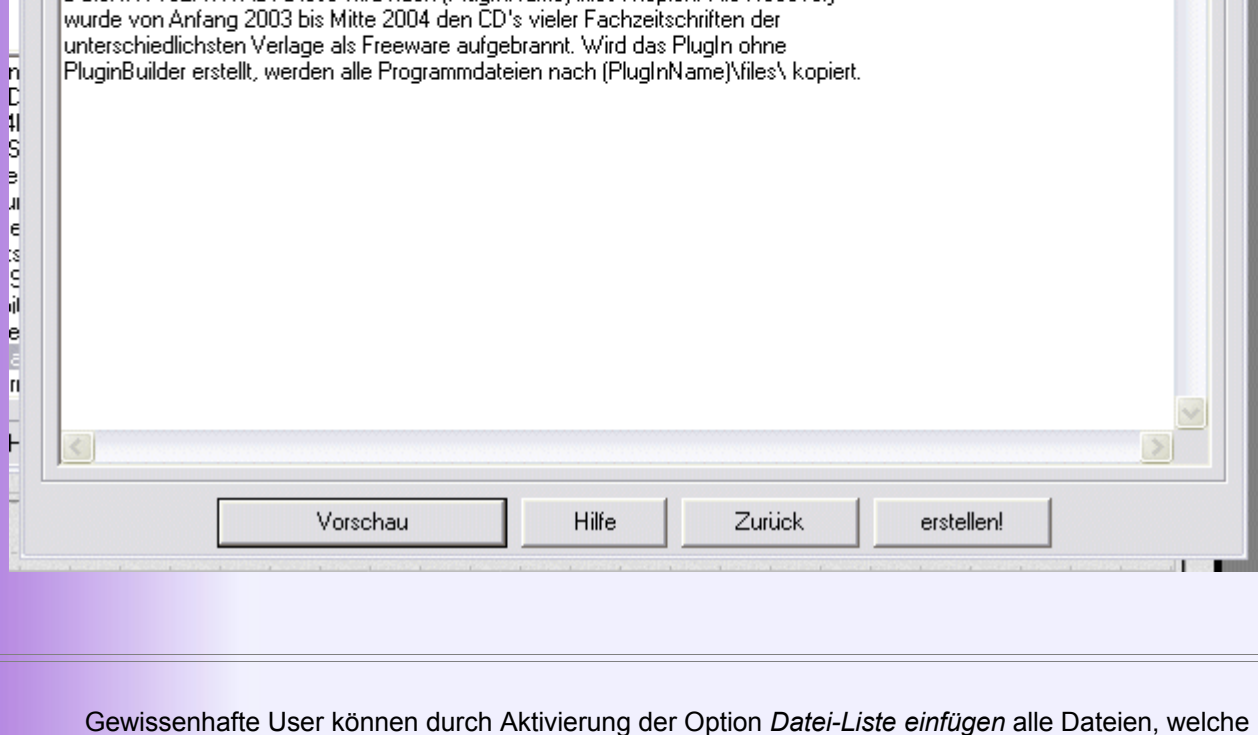 wurde von Anfang 2003 bis Mitte 2004 den CD's vieler Fachzeitschriften der
unterschiedlichsten Verlage als Freeware aufgebrannt. Wird das PlugIn ohne
PluginBuilder erstellt, werden alle Programmdateien nach (PlugInName)\files\ kopiert.
Vorschau Hilfe Zurück erstellen!
Gewissenhafte User können durch Aktivierung der Option Datei-Liste einfügen alle Dateien, welche